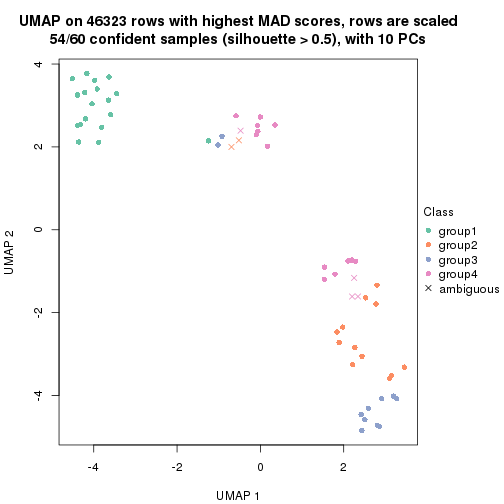 UMAP on 46323 rows with highest MAD scores, rows are scaled
54/60 confident samples (silhouette > 0.5), with 10 PCs
4
2
0
-2
-4
UMAP 2
-4
-2
0
2
UMAP 1
Class
group1
group2
group3
group4
ambiguous